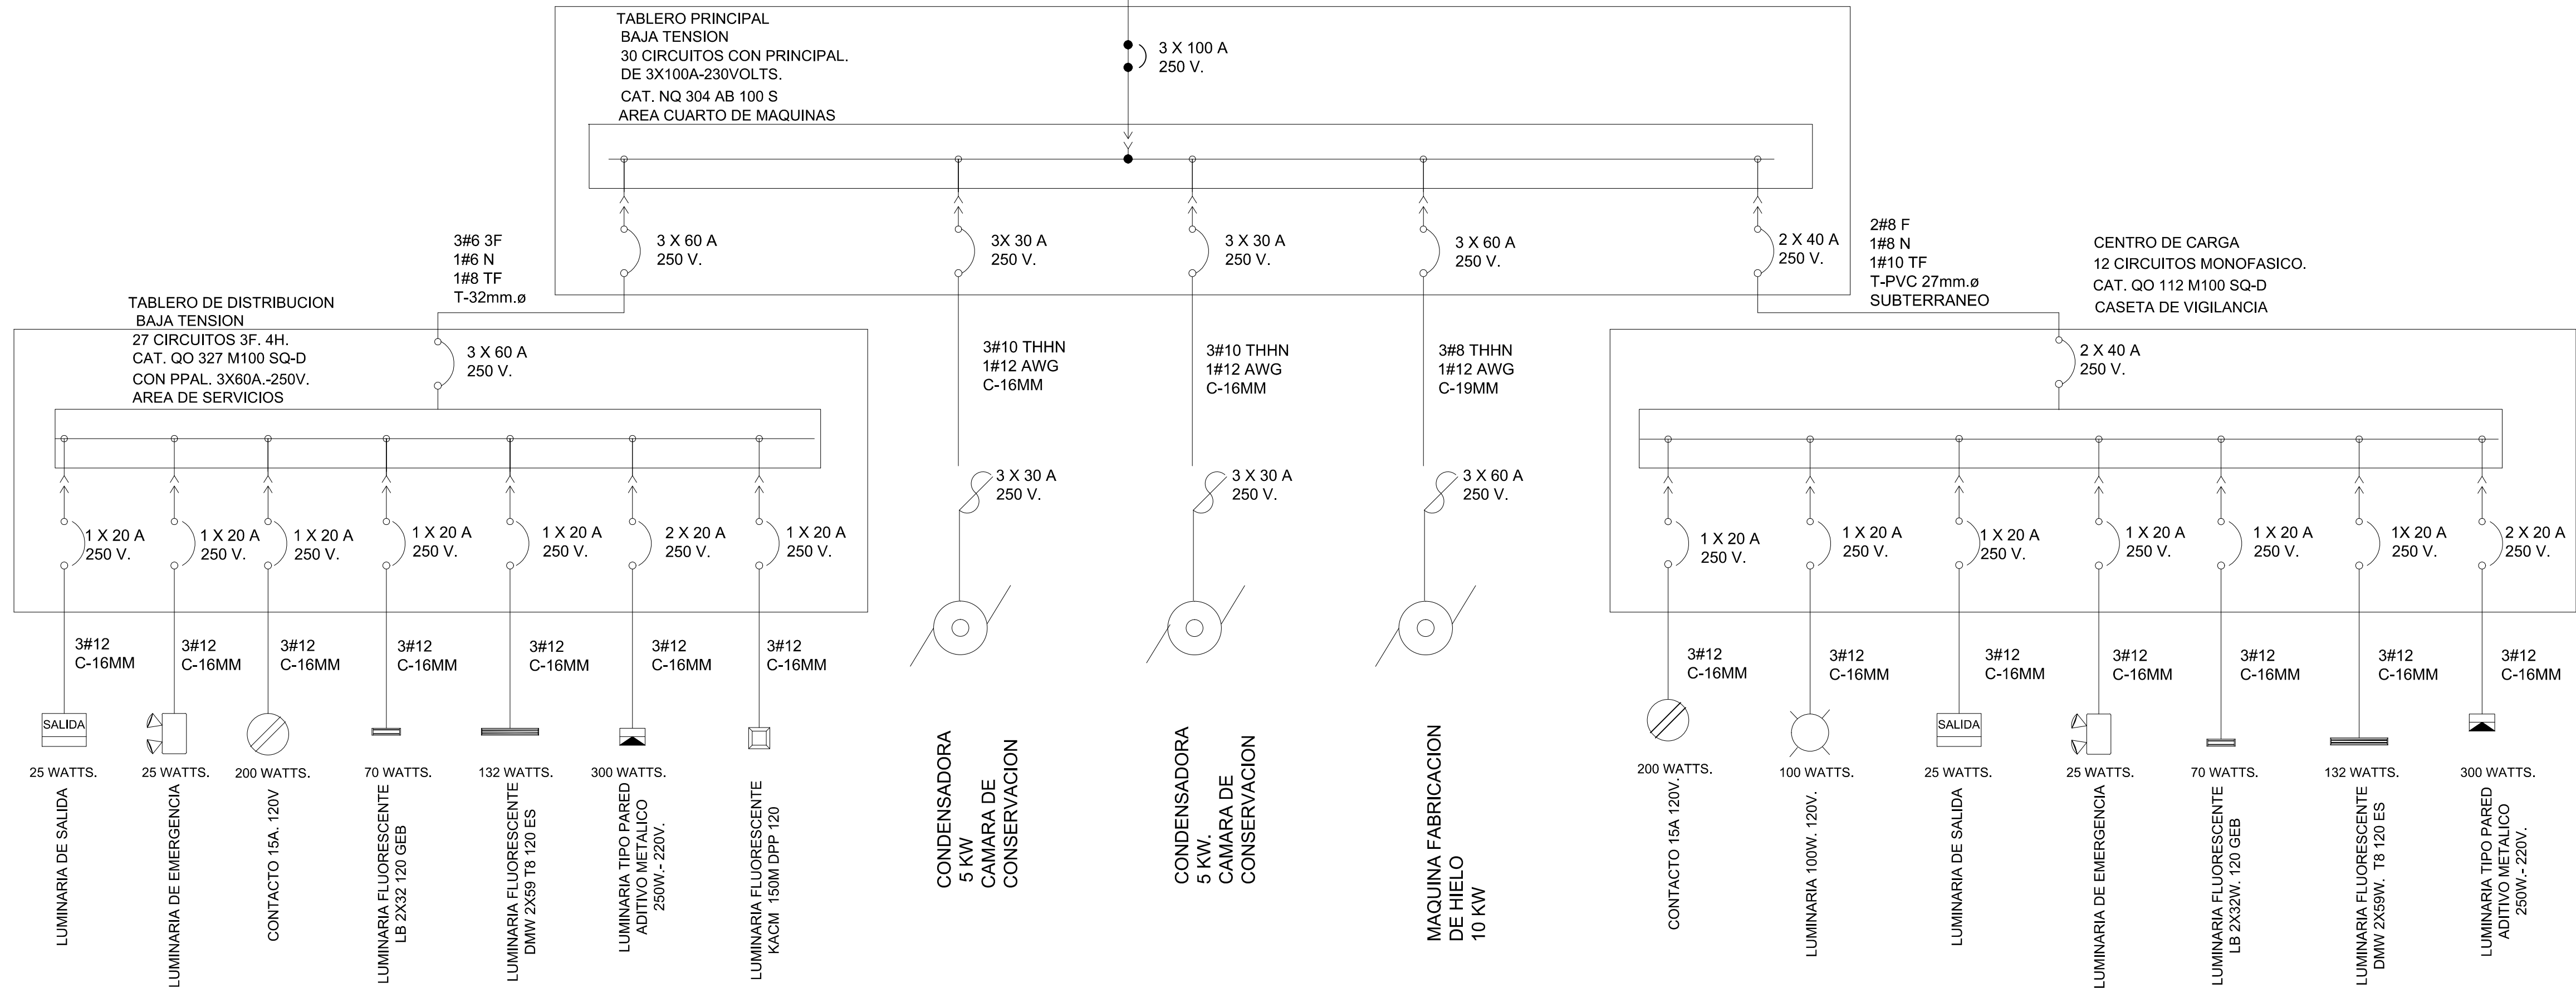 TABLERO PRINCIPAL
BAJA TENSION
30 CIRCUITOS CON PRINCIPAL.
DE 3X100A-230VOLTS.
CAT. NQ 304 AB 100 S
AREA CUARTO DE MAQUINAS
3 X 100 A
250 V.
3 X 60 A
250 V.
3X 30 A
250 V.
3 X 30 A
250 V.
3 X 60 A
250 V.
2 X 40 A
250 V.
3#6 3F
1#6 N
1#8 TF
T-32mm.ø
2#8 F
1#8 N
1#10 TF
T-PVC 27mm.ø
SUBTERRANEO
CENTRO DE CARGA
12 CIRCUITOS MONOFASICO.
CAT. QO 112 M100 SQ-D
CASETA DE VIGILANCIA
TABLERO DE DISTRIBUCION
BAJA TENSION
27 CIRCUITOS 3F. 4H.
CAT. QO 327 M100 SQ-D
CON PPAL. 3X60A.-250V.
AREA DE SERVICIOS
3 X 60 A
250 V.
3#10 THHN
1#12 AWG
C-16MM
3#10 THHN
1#12 AWG
C-16MM
3#8 THHN
1#12 AWG
C-19MM
2 X 40 A
250 V.
1 X 20 A
250 V.
1 X 20 A
250 V.
1 X 20 A
250 V.
1 X 20 A
250 V.
1 X 20 A
250 V.
2 X 20 A
250 V.
1 X 20 A
250 V.
3 X 30 A
250 V.
3 X 30 A
250 V.
3 X 60 A
250 V.
1 X 20 A
250 V.
1 X 20 A
250 V.
1 X 20 A
250 V.
1 X 20 A
250 V.
1 X 20 A
250 V.
1X 20 A
250 V.
2 X 20 A
250 V.
3#12
C-16MM
3#12
C-16MM
3#12
C-16MM
3#12
C-16MM
3#12
C-16MM
3#12
C-16MM
3#12
C-16MM
3#12
C-16MM
3#12
C-16MM
3#12
C-16MM
3#12
C-16MM
3#12
C-16MM
3#12
C-16MM
3#12
C-16MM
SALIDA
25 WATTS.
LUMINARIA DE SALIDA
25 WATTS.
LUMINARIA DE EMERGENCIA
200 WATTS.
CONTACTO 15A. 120V
70 WATTS.
LUMINARIA FLUORESCENTE
LB 2X32 120 GEB
132 WATTS.
LUMINARIA FLUORESCENTE
DMW 2X59 T8 120 ES
300 WATTS.
LUMINARIA TIPO PARED
ADITIVO METALICO
250W.- 220V.
LUMINARIA FLUORESCENTE
KACM 150M DPP 120
CONDENSADORA
5 KW
CAMARA DE
CONSERVACION
CONDENSADORA
5 KW.
CAMARA DE
CONSERVACION
MAQUINA FABRICACION
DE HIELO
10 KW
200 WATTS.
CONTACTO 15A 120V.
100 WATTS.
LUMINARIA 100W. 120V.
SALIDA
25 WATTS.
LUMINARIA DE SALIDA
25 WATTS.
LUMINARIA DE EMERGENCIA
70 WATTS.
LUMINARIA FLUORESCENTE
LB 2X32W. 120 GEB
132 WATTS.
LUMINARIA FLUORESCENTE
DMW 2X59W. T8 120 ES
300 WATTS.
LUMINARIA TIPO PARED
ADITIVO METALICO
250W.- 220V.